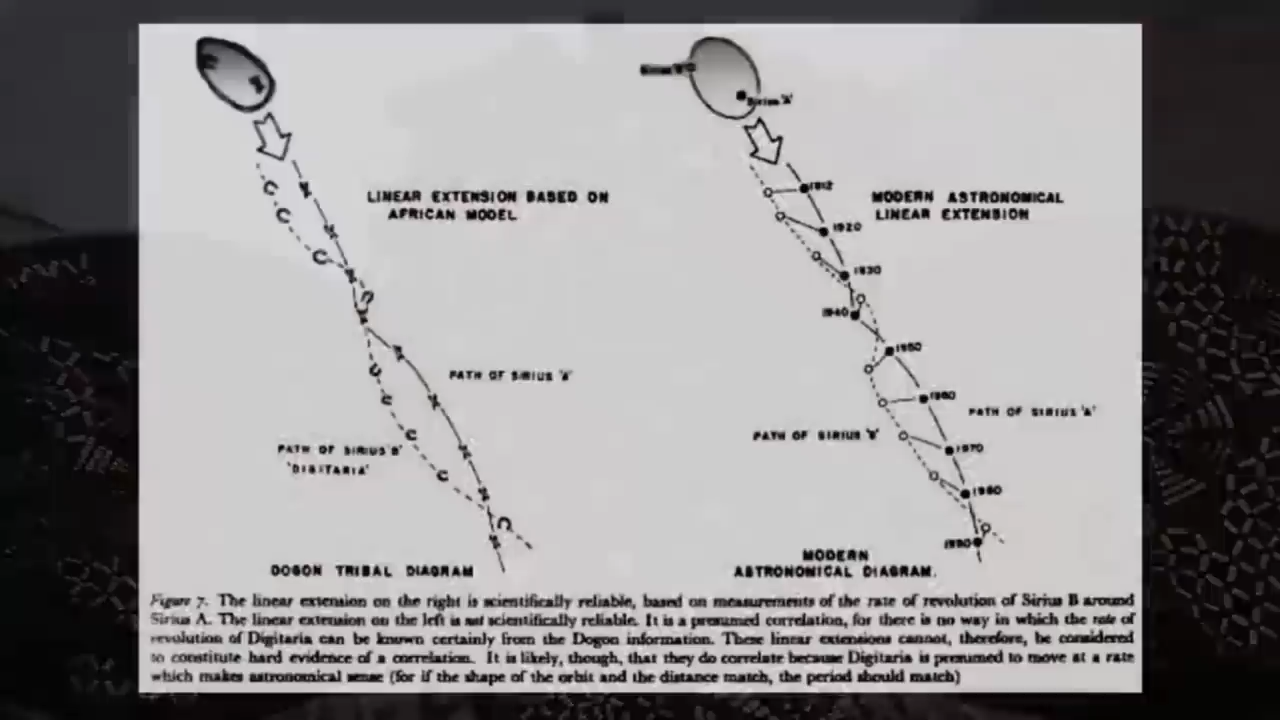 Sirius 'A'
LINEAR EXTENSION BASED ON
AFRICAN MODEL
MODERN ASTRONOMICAL
LINEAR EXTENSION
1912
1920
1930
1940
1950
1960
1970
1980
1990
PATH OF SIRIUS 'A'
PATH OF SIRIUS 'B'
'DIGITARIA'
PATH OF SIRIUS 'A'
PATH OF SIRIUS 'B'
DOGON TRIBAL DIAGRAM
MODERN
ASTRONOMICAL DIAGRAM.
Figure 7. The linear extension on the right is scientifically reliable, based on measurements of the rate of revolution of Sirius B around
Sirius A. The linear extension on the left is not scientifically reliable. It is a presumed correlation, for there is no way in which the rate of
revolution of Digitaria can be known certainly from the Dogon information. These linear extensions cannot, therefore, be considered
to constitute hard evidence of a correlation. It is likely, though, that they do correlate because Digitaria is presumed to move at a rate
which makes astronomical sense (for if the shape of the orbit and the distance match, the period should match)